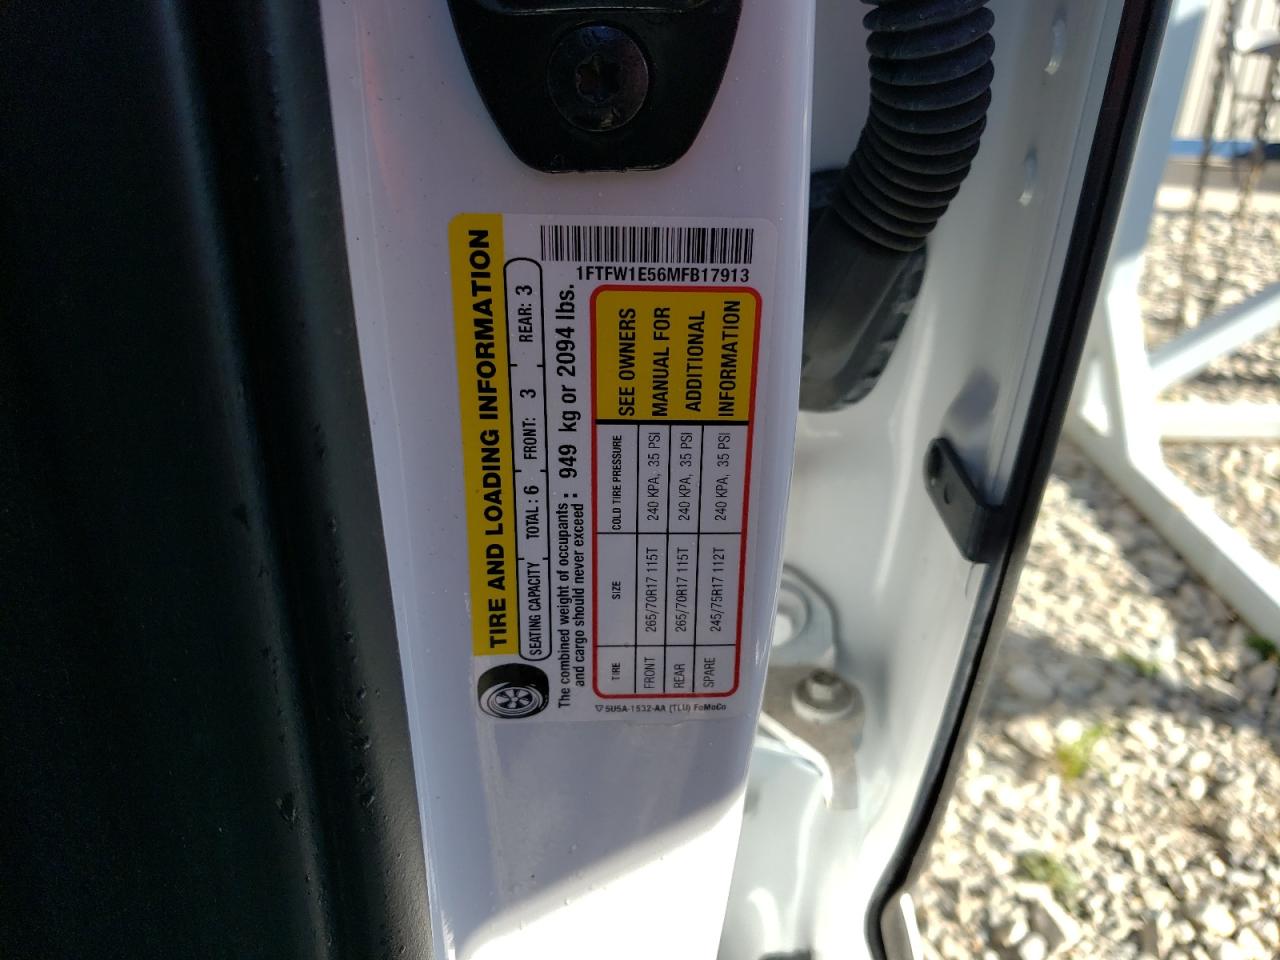 1FTFW1E56MFB17913
TIRE AND LOADING INFORMATION
SEATING CAPACITY TOTAL : 6 FRONT: 3 REAR: 3
The combined weight of occupants
and cargo should never exceed : 949 kg or 2094 lbs.
TIRE SIZE COLD TIRE PRESSURE
FRONT 265/70R17 115T 240 KPA, 35 PSI
REAR 265/70R17 115T 240 KPA, 35 PSI
SPARE 245/75R17 112T 240 KPA, 35 PSI
SEE OWNERS
MANUAL FOR
ADDITIONAL
INFORMATION
5U5A-1532-AA (TLU) FoMoCo